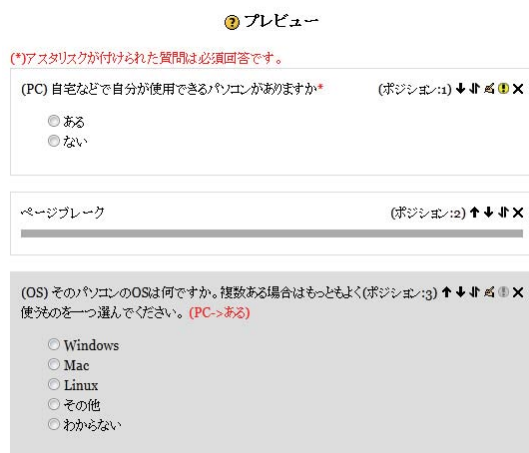 プレビュー
(*)アスタリスクが付けられた質問は必須回答です。
(PC) 自宅などで自分が使用できるパソコンがありますか* (ポジション:1)
ある
ない
ページブレーク (ポジション:2)
(OS) そのパソコンのOSは何ですか。複数ある場合はもっともよく(ポジション:3)
使うものを一つ選んでください。(PC->ある)
Windows
Mac
Linux
その他
わからない